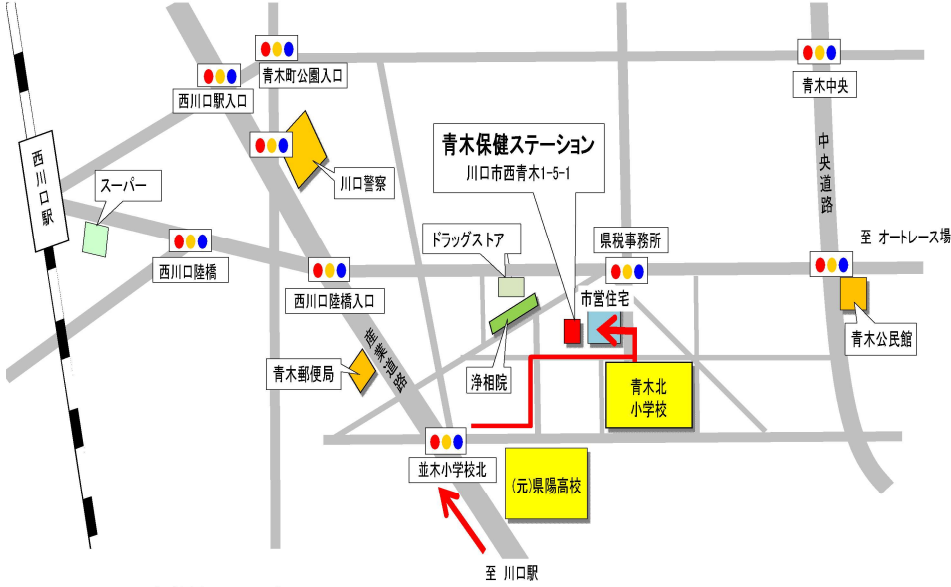 青木町公園入口
青木中央
西川口駅入口
青木保健ステーション
川口市西青木1-5-1
中央道路
西川口駅
スーパー
川口警察
ドラッグストア
県税事務所
至 オートレース場
西川口陸橋
西川口陸橋入口
市営住宅
産業道路
青木公民館
青木郵便局
浄相院
青木北
小学校
並木小学校北
(元)県陽高校
至 川口駅